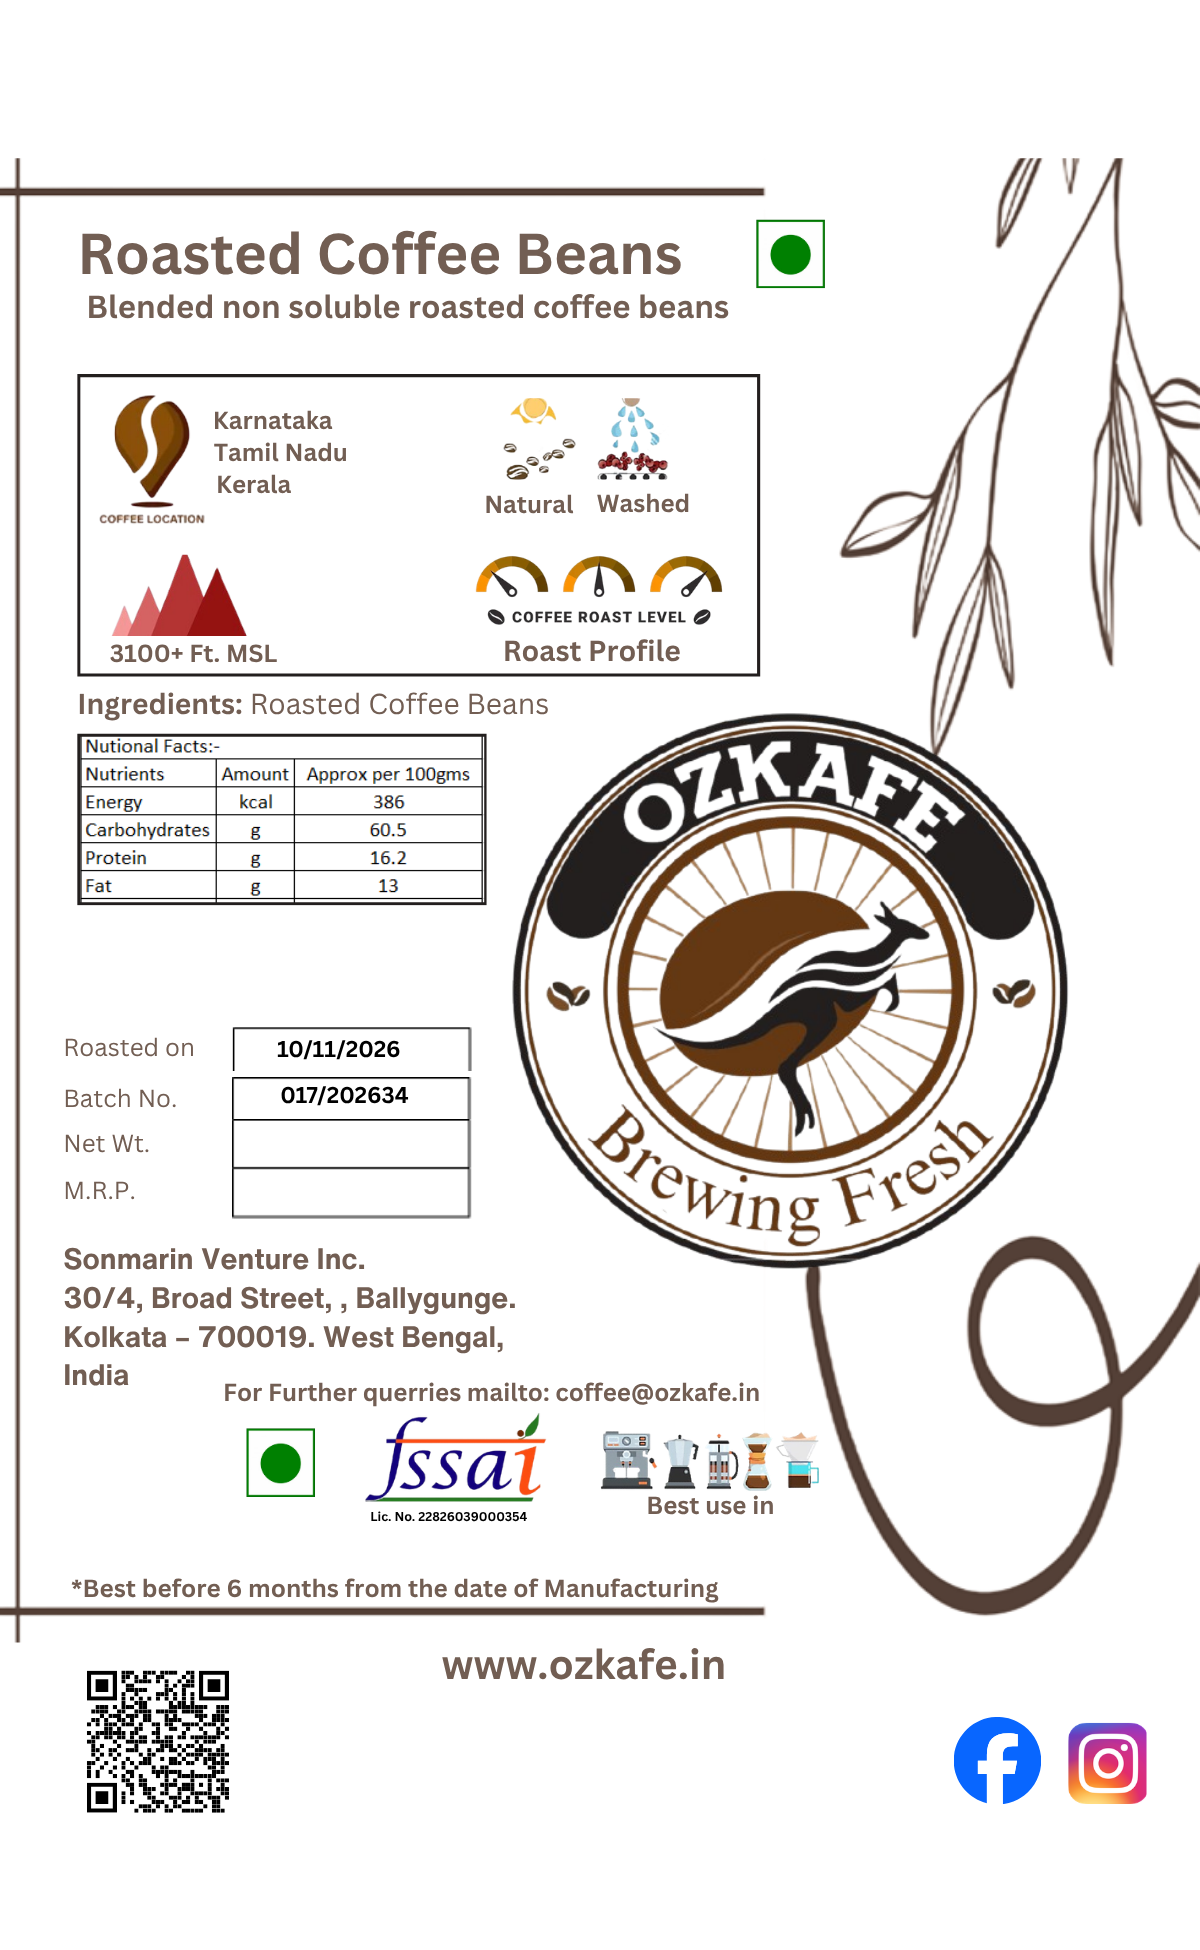 Roasted Coffee Beans
Blended non soluble roasted coffee beans
Karnataka
Tamil Nadu
Kerala
COFFEE LOCATION
Natural Washed
3100+ Ft. MSL
COFFEE ROAST LEVEL
Roast Profile
Ingredients: Roasted Coffee Beans
Nutional Facts:-
Nutrients Amount Approx per 100gms
Energy kcal 386
Carbohydrates g 60.5
Protein g 16.2
Fat g 13
OZKAFE
Brewing Fresh
Roasted on 10/11/2026
Batch No. 017/202634
Net Wt.
M.R.P.
Sonmarin Venture Inc.
30/4, Broad Street, , Ballygunge.
Kolkata – 700019. West Bengal,
India
For Further querries mailto: coffee@ozkafe.in
fssai
Lic. No. 22826039000354
Best use in
*Best before 6 months from the date of Manufacturing
www.ozkafe.in